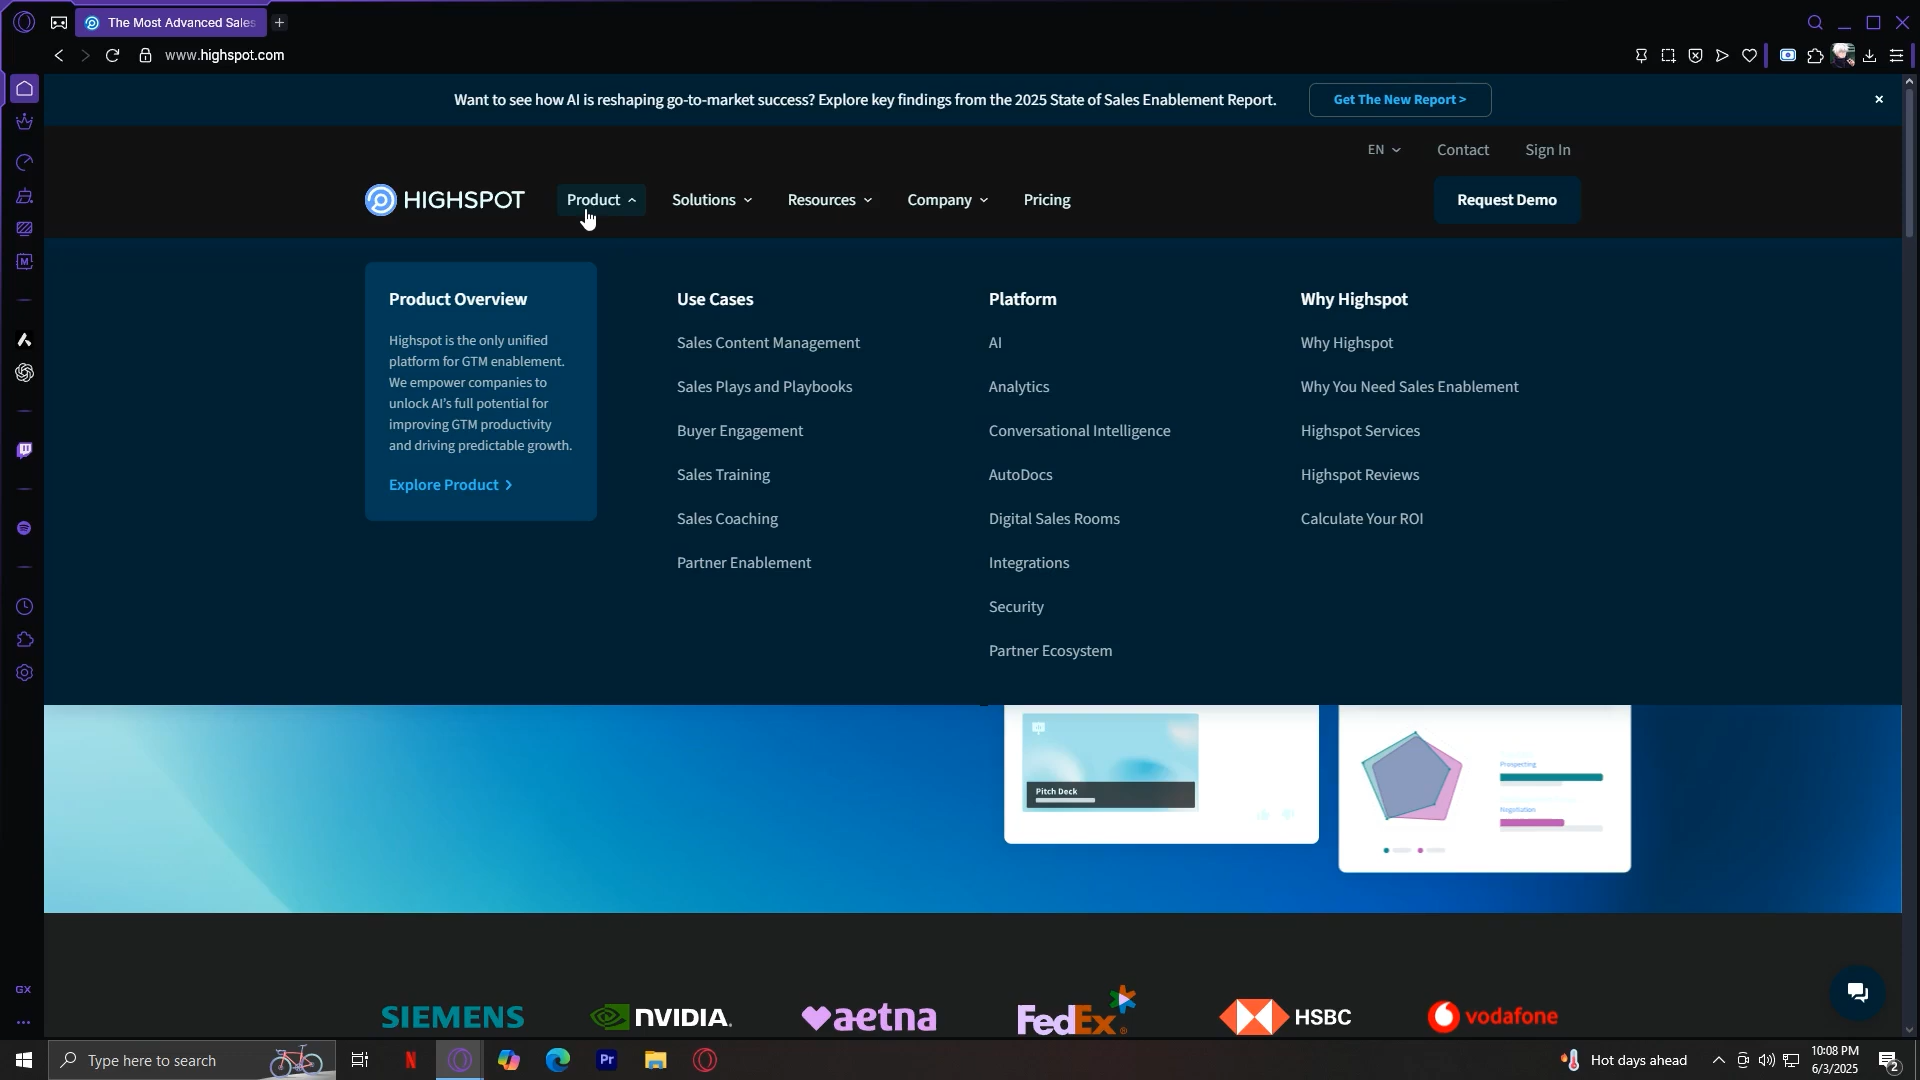 The Most Advanced Sales
www.highspot.com
Want to see how AI is reshaping go-to-market success? Explore key findings from the 2025 State of Sales Enablement Report.
Get The New Report >
EN
Contact
Sign In
HIGHSPOT
Product
Solutions
Resources
Company
Pricing
Request Demo
Product Overview
Highspot is the only unified
platform for GTM enablement.
We empower companies to
unlock AI's full potential for
improving GTM productivity
and driving predictable growth.
Explore Product
Use Cases
Sales Content Management
Sales Plays and Playbooks
Buyer Engagement
Sales Training
Sales Coaching
Partner Enablement
Platform
AI
Analytics
Conversational Intelligence
AutoDocs
Digital Sales Rooms
Integrations
Security
Partner Ecosystem
Why Highspot
Why Highspot
Why You Need Sales Enablement
Highspot Services
Highspot Reviews
Calculate Your ROI
Pitch Deck
Prospecting
Negotiation
SIEMENS
NVIDIA.
aetna
FedEx
HSBC
vodafone
GX
Type here to search
N
Pr
Hot days ahead
10:08 PM
6/3/2025
2